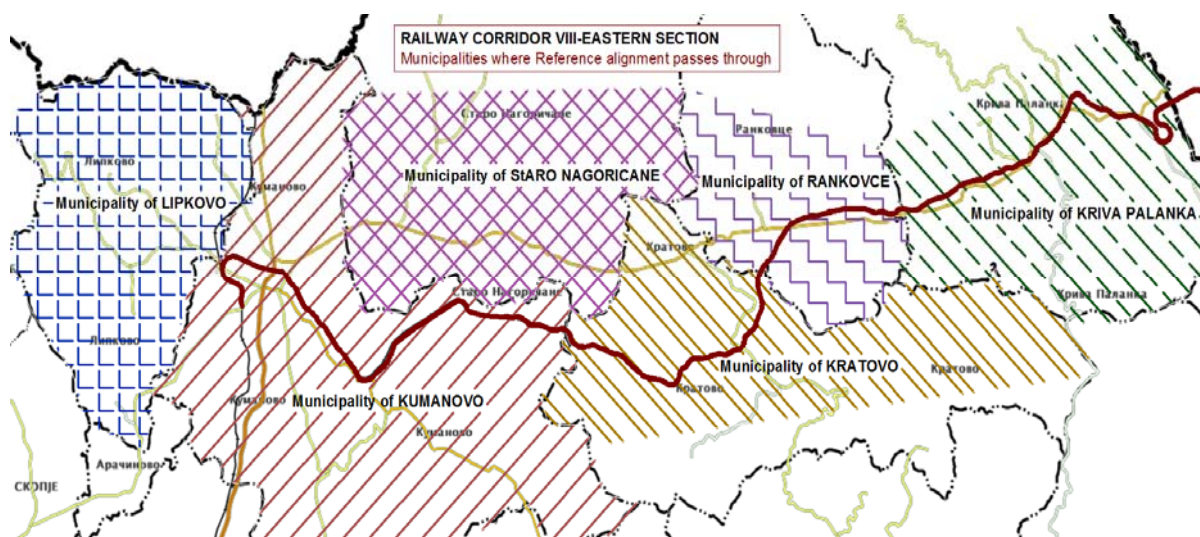 RAILWAY CORRIDOR VIII-EASTERN SECTION
Municipalities where Reference alignment passes through
Крива Паланка
Старо Нагоричане
Ранковце
Липково
Municipality of StARO NAGORICANE
Municipality of RANKOVCE
Куманово
Municipality of LIPKOVO
Municipality of KRIVA PALANKA
Кратово
Старо Нагоричане
Крива Паланка
Липково
Municipality of KRATOVO
Кратово
Кратово
Куманово
Municipality of KUMANOVO
Куманово
Арачиново
СКОПЈЕ